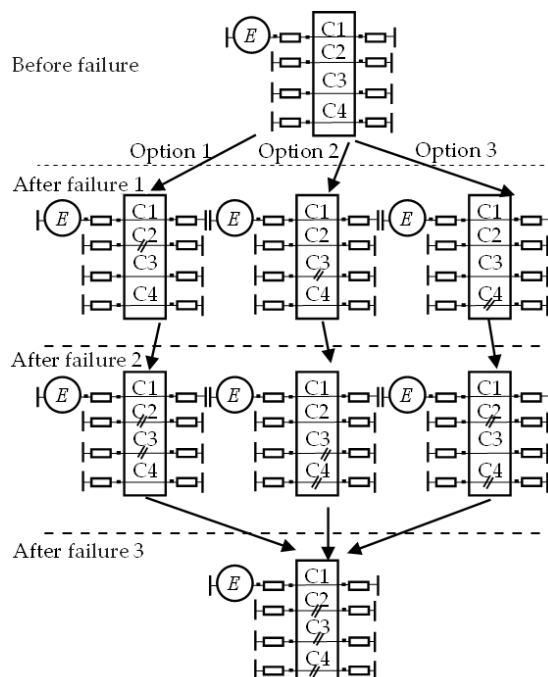 E
C1
C2
C3
C4
Before failure
Option 1 Option 2 Option 3
After failure 1
E C1 E C1 E C1
C2 C2 C2
C3 C3 C3
C4 C4 C4
After failure 2
E C1 E C1 E C1
C2 C2 C2
C3 C3 C3
C4 C4 C4
After failure 3
E C1
C2
C3
C4